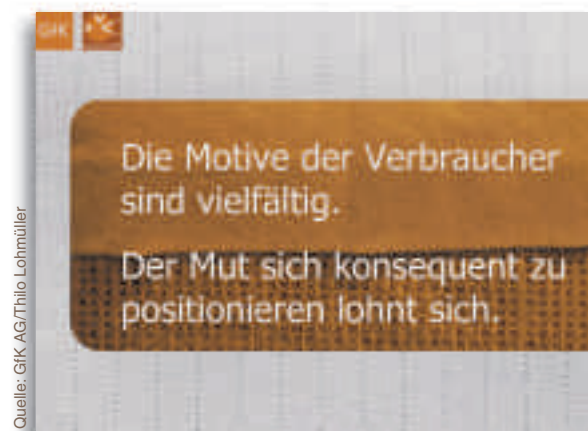 GfK
Die Motive der Verbraucher
sind vielfältig.
Der Mut sich konsequent zu
positionieren lohnt sich.
Quelle: GfK AG/Thilo Lohmüller